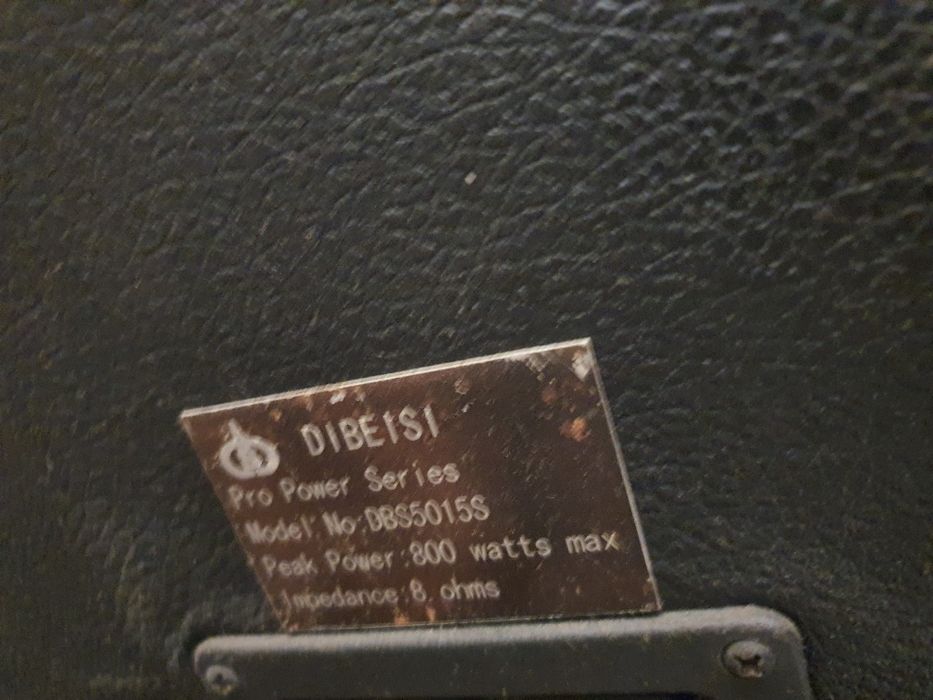 DIBEISI
Pro Power Series
Model No:DBS5015S
Peak Power:800 watts max
Impedance:8 ohms